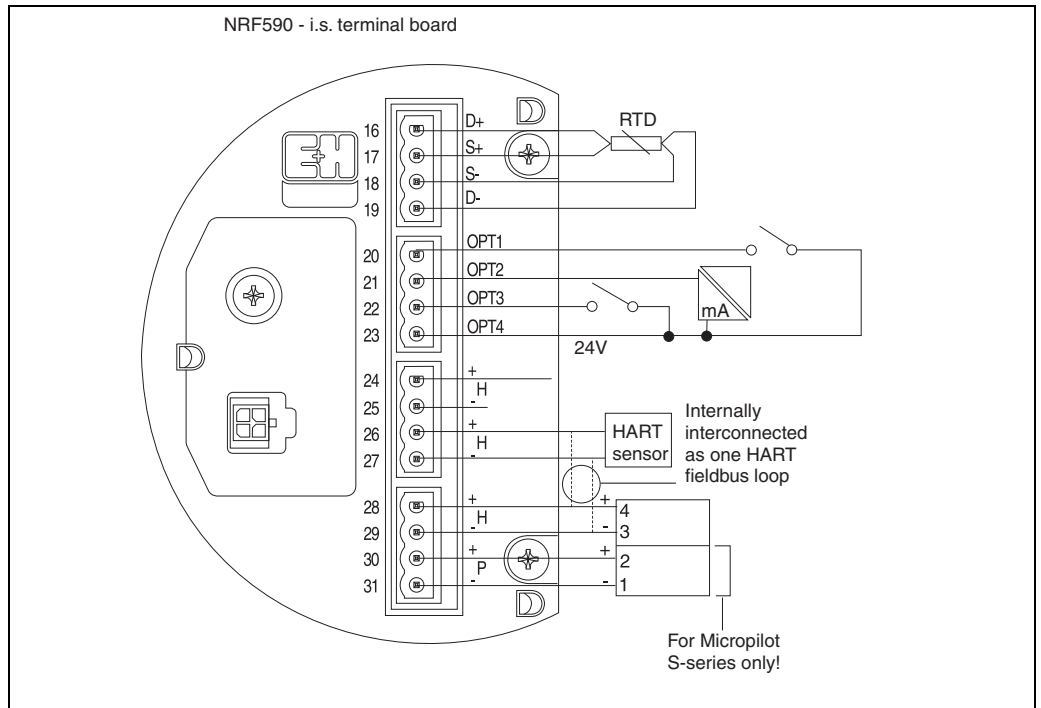 NRF590 - i.s. terminal board
E+H
16 D+
17 S+
18 S-
19 D-
RTD
20 OPT1
21 OPT2
22 OPT3
23 OPT4
mA
24V
24 +
H
25 -
26 +
H
27 -
HART
sensor
Internally
interconnected
as one HART
fieldbus loop
28 + + 4
H
29 - - 3
30 + + 2
P
31 - - 1
For Micropilot
S-series only!